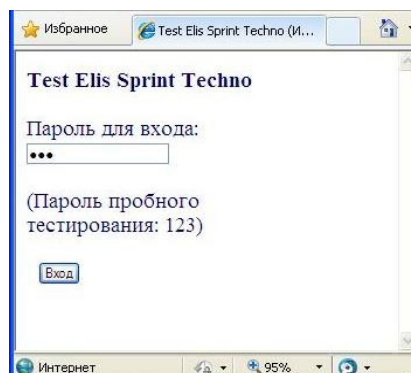 Избранное
Test Elis Sprint Techno (И...
Test Elis Sprint Techno
Пароль для входа:
•••
(Пароль пробного
тестирования: 123)
Вход
Интернет
95%